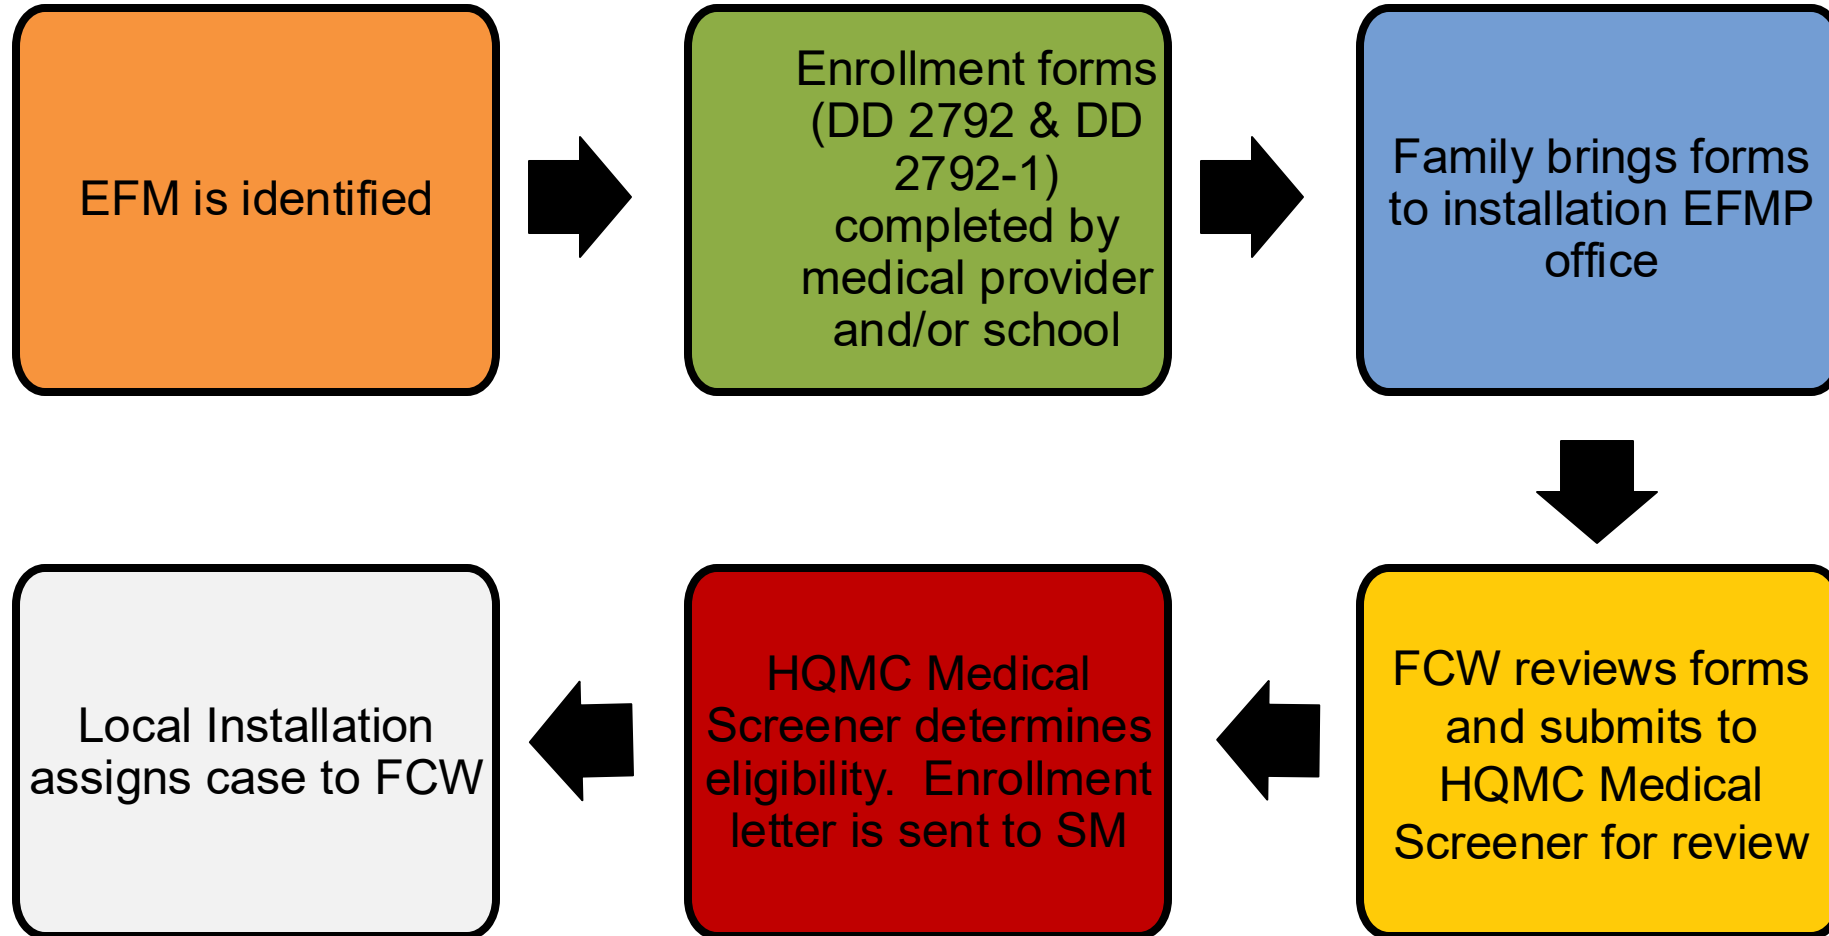 EFM is identified
Enrollment forms
(DD 2792 & DD
2792-1)
completed by
medical provider
and/or school
Family brings forms
to installation EFMP
office
FCW reviews forms
and submits to
HQMC Medical
Screener for review
HQMC Medical
Screener determines
eligibility.  Enrollment
letter is sent to SM
Local Installation
assigns case to FCW